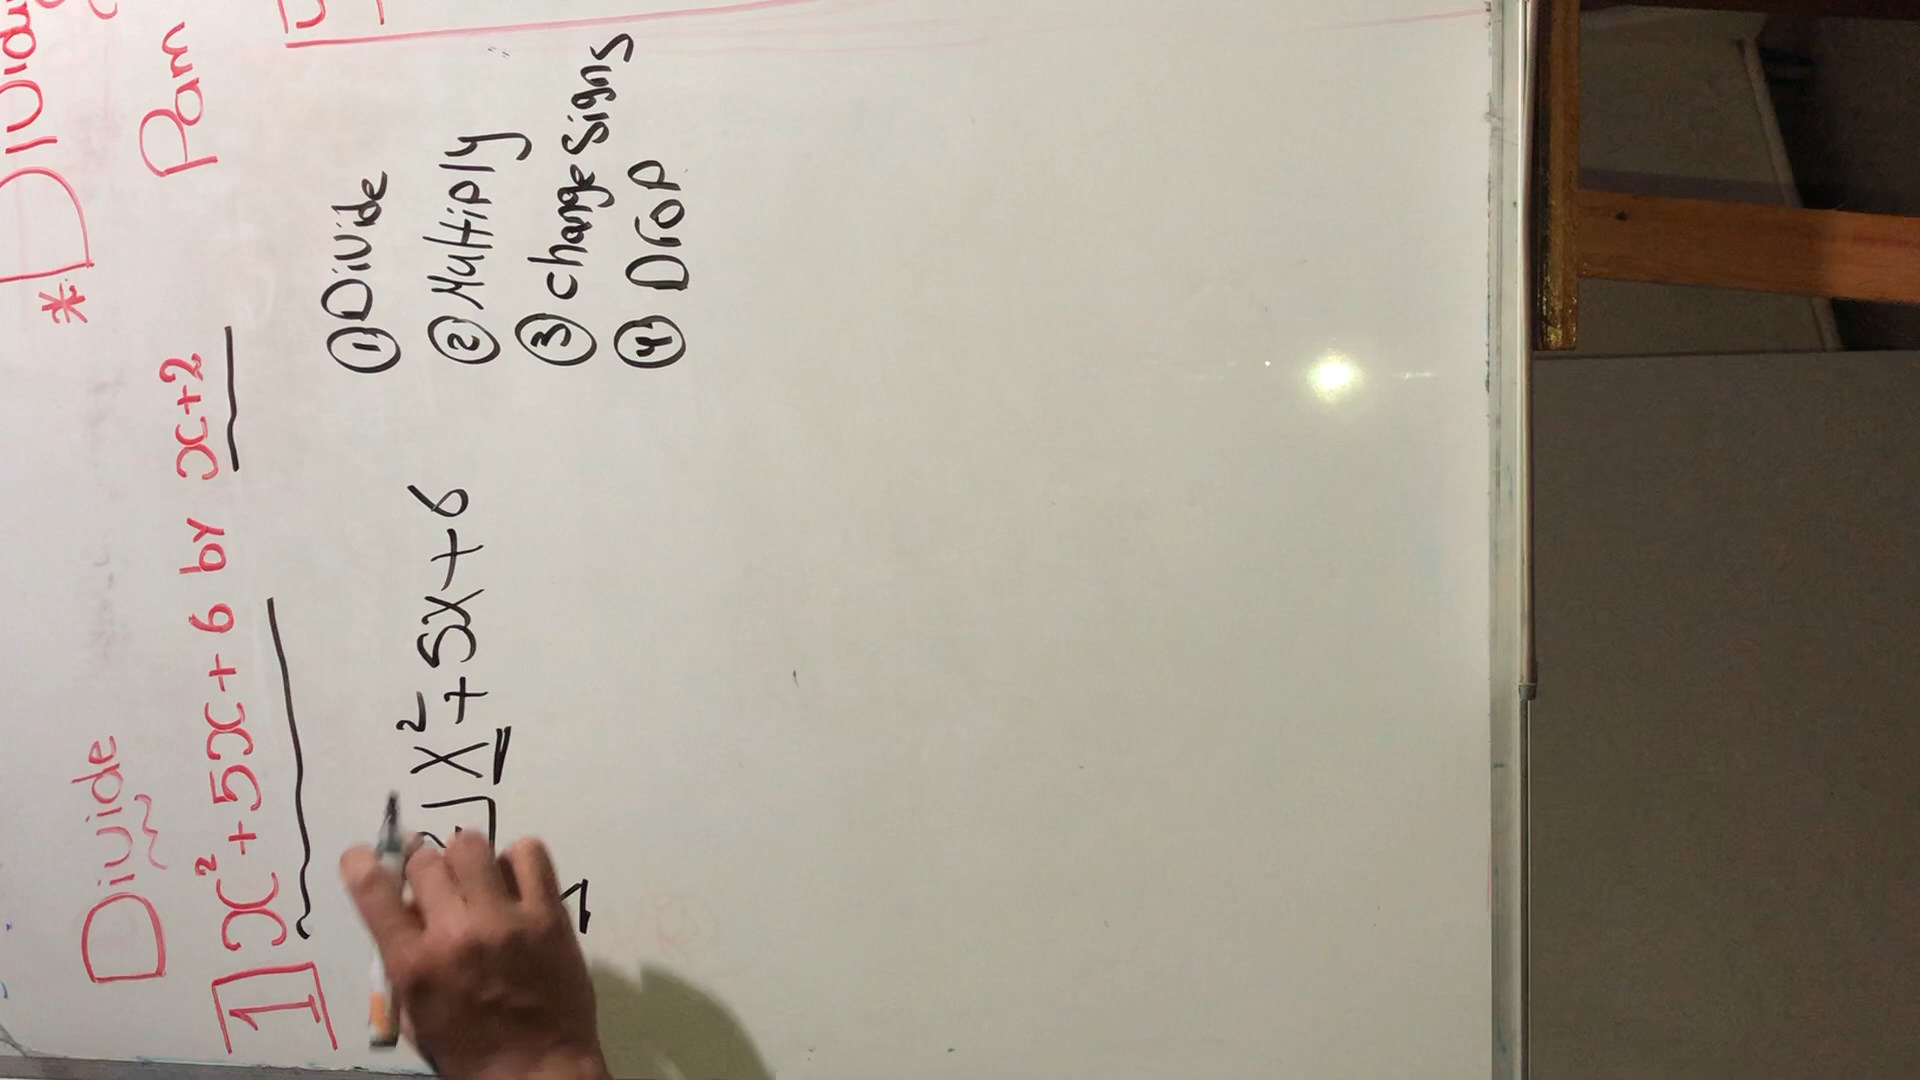 Divide
1 x² + 5x + 6 by x+2
x² + 5x + 6
① Divide
② Multiply
③ change signs
④ Drop
* Dividi
Pam